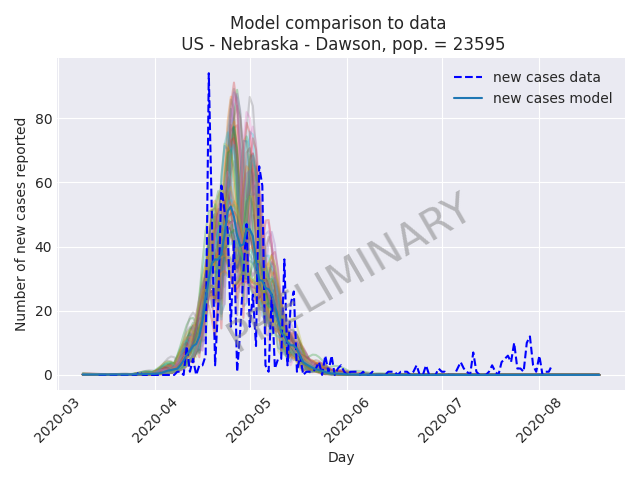 Model comparison to data
US - Nebraska - Dawson, pop. = 23595
new cases data
new cases model
Number of new cases reported
80
60
40
20
0
PRELIMINARY
2020-03
2020-04
2020-05
2020-06
2020-07
2020-08
Day